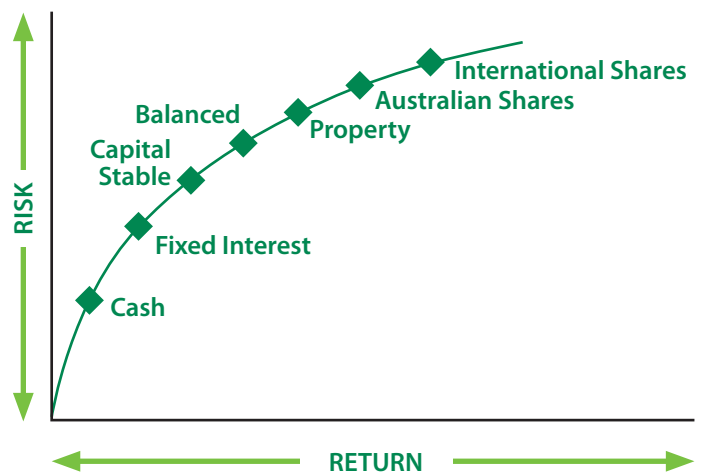 International Shares
Australian Shares
Balanced
Property
Capital
Stable
RISK
Fixed Interest
Cash
RETURN